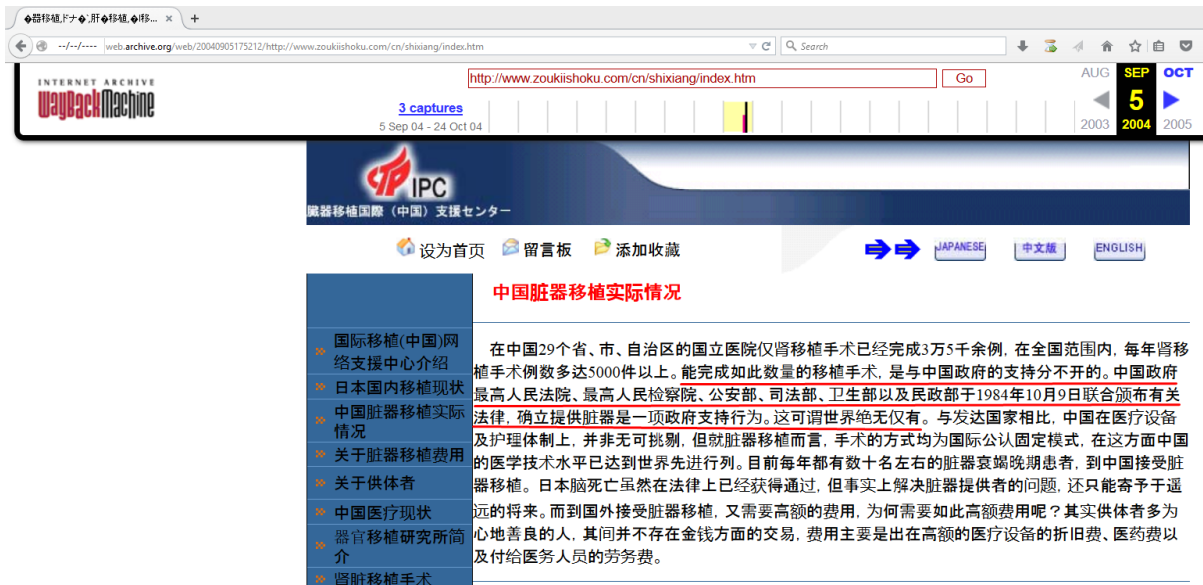 �器移植,ドナ�`,肝�移植,�l移...
--/--/----
web.archive.org/web/20040905175212/http://www.zoukiishoku.com/cn/shixiang/index.htm
Search
INTERNET ARCHIVE
WayBackMachine
http://www.zoukiishoku.com/cn/shixiang/index.htm
Go
3 captures
5 Sep 04 - 24 Oct 04
AUG SEP OCT
5
2003 2004 2005
IPC
臓器移植国際（中国）支援センター
设为首页 留言板 添加收藏
JAPANESE 中文版 ENGLISH
中国脏器移植实际情况
国际移植(中国)网
络支援中心介绍
日本国内移植现状
中国脏器移植实际
情况
关于脏器移植费用
关于供体者
中国医疗现状
器官移植研究所简
介
肾脏移植手术
在中国29个省、市、自治区的国立医院仅肾移植手术已经完成3万5千余例, 在全国范围内, 每年肾移
植手术例数多达5000件以上。能完成如此数量的移植手术, 是与中国政府的支持分不开的。中国政府
最高人民法院、最高人民检察院、公安部、司法部、卫生部以及民政部于1984年10月9日联合颁布有关
法律, 确立提供脏器是一项政府支持行为。这可谓世界绝无仅有。与发达国家相比, 中国在医疗设备
及护理体制上, 并非无可挑剔, 但就脏器移植而言, 手术的方式均为国际公认固定模式, 在这方面中国
的医学技术水平已达到世界先进行列。目前每年都有数十名左右的脏器衰竭晚期患者, 到中国接受脏
器移植。日本脑死亡虽然在法律上已经获得通过, 但事实上解决脏器提供者的问题, 还只能寄予于遥
远的将来。而到国外接受脏器移植, 又需要高额的费用, 为何需要如此高额费用呢？其实供体者多为
心地善良的人, 其间并不存在金钱方面的交易, 费用主要是出在高额的医疗设备的折旧费、医药费以
及付给医务人员的劳务费。